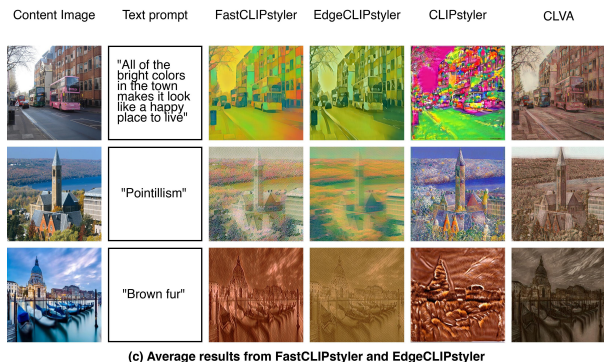 Content Image Text prompt FastCLIPstyler EdgeCLIPstyler CLIPstyler CLVA
"All of the
bright colors
in the town
makes it look
like a happy
place to live"
"Pointillism"
"Brown fur"
(c) Average results from FastCLIPstyler and EdgeCLIPstyler